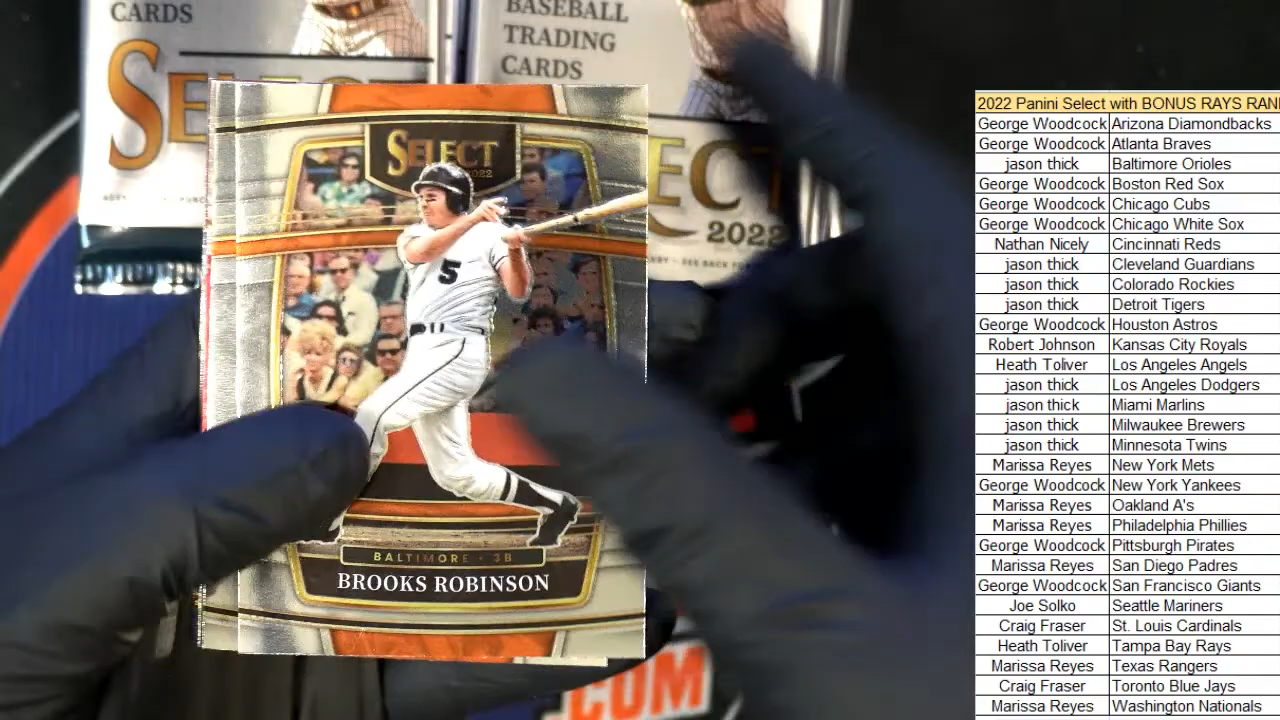 CARDS
SELECT
BASEBALL
TRADING
CARDS
2022
SELECT
2022
5
BALTIMORE • 3B
BROOKS ROBINSON
.COM
2022 Panini Select with BONUS RAYS RAN
George Woodcock Arizona Diamondbacks
George Woodcock Atlanta Braves
jason thick Baltimore Orioles
George Woodcock Boston Red Sox
George Woodcock Chicago Cubs
George Woodcock Chicago White Sox
Nathan Nicely Cincinnati Reds
jason thick Cleveland Guardians
jason thick Colorado Rockies
jason thick Detroit Tigers
George Woodcock Houston Astros
Robert Johnson Kansas City Royals
Heath Toliver Los Angeles Angels
jason thick Los Angeles Dodgers
jason thick Miami Marlins
jason thick Milwaukee Brewers
jason thick Minnesota Twins
Marissa Reyes New York Mets
George Woodcock New York Yankees
Marissa Reyes Oakland A's
Marissa Reyes Philadelphia Phillies
George Woodcock Pittsburgh Pirates
Marissa Reyes San Diego Padres
George Woodcock San Francisco Giants
Joe Solko Seattle Mariners
Craig Fraser St. Louis Cardinals
Heath Toliver Tampa Bay Rays
Marissa Reyes Texas Rangers
Craig Fraser Toronto Blue Jays
Marissa Reyes Washington Nationals